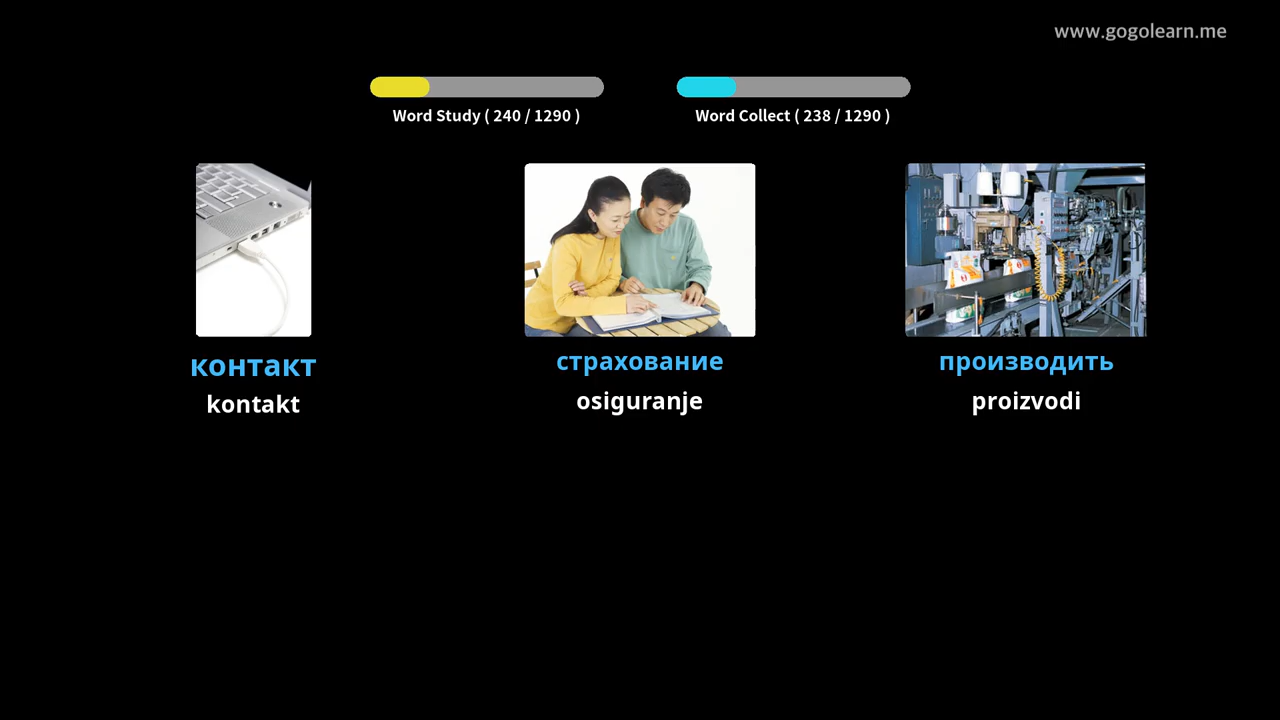 www.gogolearn.me
Word Study ( 240 / 1290 )
Word Collect ( 238 / 1290 )
контакт
kontakt
страхование
osiguranje
производить
proizvodi